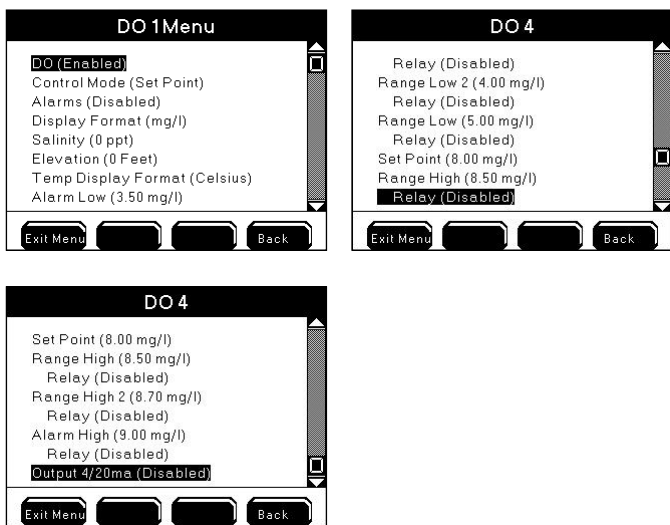 DO 1 Menu
DO (Enabled)
Control Mode (Set Point)
Alarms (Disabled)
Display Format (mg/l)
Salinity (0 ppt)
Elevation (0 Feet)
Temp Display Format (Celsius)
Alarm Low (3.50 mg/l)
Exit Menu
Back
DO 4
Relay (Disabled)
Range Low 2 (4.00 mg/l)
Relay (Disabled)
Range Low (5.00 mg/l)
Relay (Disabled)
Set Point (8.00 mg/l)
Range High (8.50 mg/l)
Relay (Disabled)
Exit Menu
Back
DO 4
Set Point (8.00 mg/l)
Range High (8.50 mg/l)
Relay (Disabled)
Range High 2 (8.70 mg/l)
Relay (Disabled)
Alarm High (9.00 mg/l)
Relay (Disabled)
Output 4/20ma (Disabled)
Exit Menu
Back